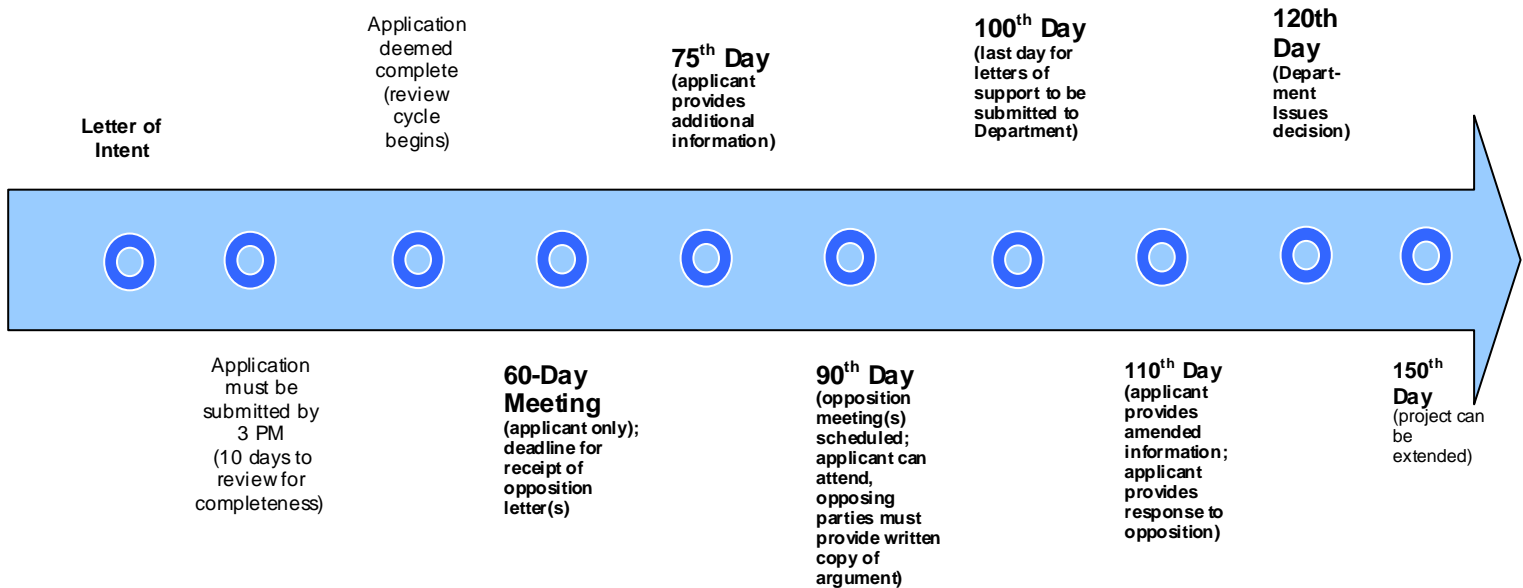 Letter of
Intent
Application
must be
submitted by
3 PM
(10 days to
review for
completeness)
Application
deemed
complete
(review
cycle
begins)
60-Day
Meeting
(applicant only);
deadline for
receipt of
opposition
letter(s)
75th Day
(applicant
provides
additional
information)
90th Day
(opposition
meeting(s)
scheduled;
applicant can
attend,
opposing
parties must
provide written
copy of
argument)
100th Day
(last day for
letters of
support to be
submitted to
Department)
110th Day
(applicant
provides
amended
information;
applicant
provides
response to
opposition)
120th
Day
(Depart-
ment
Issues
decision)
150th
Day
(project can
be
extended)